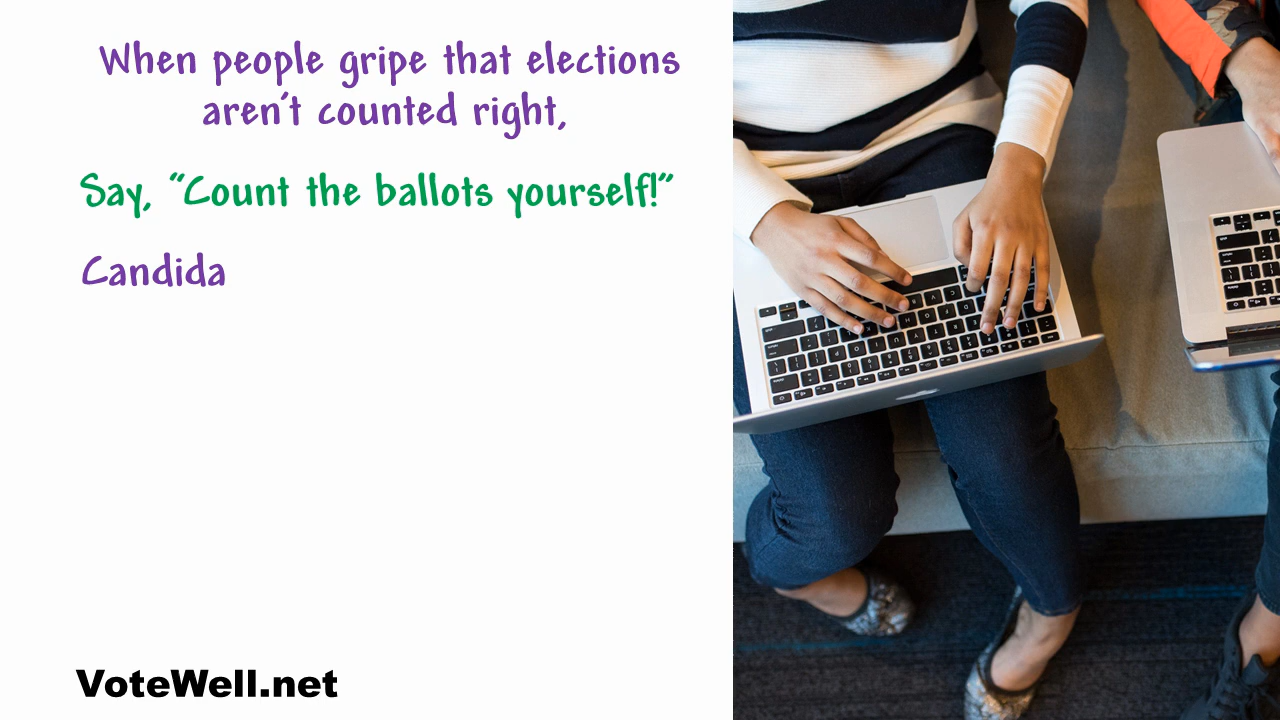 When people gripe that elections
aren't counted right,
Say, “Count the ballots yourself!”
Candida
VoteWell.net